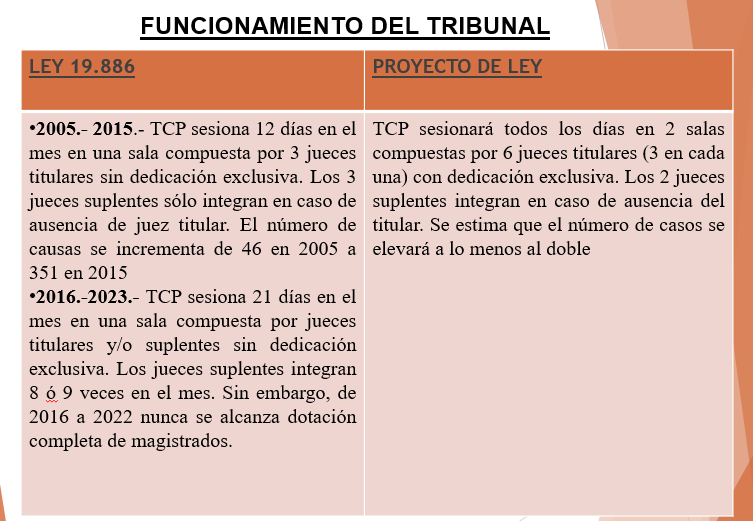 FUNCIONAMIENTO DEL TRIBUNAL
LEY 19.886
•2005.- 2015.- TCP sesiona 12 días en el
mes en una sala compuesta por 3 jueces
titulares sin dedicación exclusiva. Los 3
jueces suplentes sólo integran en caso de
ausencia de juez titular. El número de
causas se incrementa de 46 en 2005 a
351 en 2015
•2016.-2023.- TCP sesiona 21 días en el
mes en una sala compuesta por jueces
titulares y/o suplentes sin dedicación
exclusiva. Los jueces suplentes integran
8 ó 9 veces en el mes. Sin embargo, de
2016 a 2022 nunca se alcanza dotación
completa de magistrados.
PROYECTO DE LEY
TCP sesionará todos los días en 2 salas
compuestas por 6 jueces titulares (3 en cada
una) con dedicación exclusiva. Los 2 jueces
suplentes integran en caso de ausencia del
titular. Se estima que el número de casos se
elevará a lo menos al doble